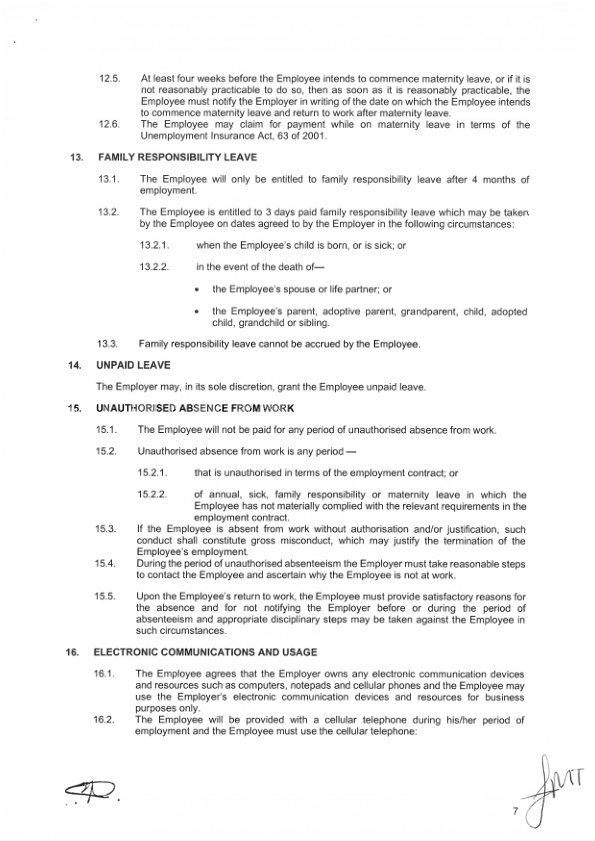 12.5. At least four weeks before the Employee intends to commence maternity leave, or if it is
not reasonably practicable to do so, then as soon as it is reasonably practicable, the
Employee must notify the Employer in writing of the date on which the Employee intends
to commence maternity leave and return to work after maternity leave.
12.6. The Employee may claim for payment while on maternity leave in terms of the
Unemployment Insurance Act, 63 of 2001.
13. FAMILY RESPONSIBILITY LEAVE
13.1. The Employee will only be entitled to family responsibility leave after 4 months of
employment.
13.2. The Employee is entitled to 3 days paid family responsibility leave which may be taken
by the Employee on dates agreed to by the Employer in the following circumstances:
13.2.1. when the Employee's child is born, or is sick; or
13.2.2. in the event of the death of—
• the Employee's spouse or life partner; or
• the Employee's parent, adoptive parent, grandparent, child, adopted
child, grandchild or sibling.
13.3. Family responsibility leave cannot be accrued by the Employee.
14. UNPAID LEAVE
The Employer may, in its sole discretion, grant the Employee unpaid leave.
15. UNAUTHORISED ABSENCE FROM WORK
15.1. The Employee will not be paid for any period of unauthorised absence from work.
15.2. Unauthorised absence from work is any period —
15.2.1. that is unauthorised in terms of the employment contract; or
15.2.2. of annual, sick, family responsibility or maternity leave in which the
Employee has not materially complied with the relevant requirements in the
employment contract.
15.3. If the Employee is absent from work without authorisation and/or justification, such
conduct shall constitute gross misconduct, which may justify the termination of the
Employee's employment.
15.4. During the period of unauthorised absenteeism the Employer must take reasonable steps
to contact the Employee and ascertain why the Employee is not at work.
15.5. Upon the Employee's return to work, the Employee must provide satisfactory reasons for
the absence and for not notifying the Employer before or during the period of
absenteeism and appropriate disciplinary steps may be taken against the Employee in
such circumstances.
16. ELECTRONIC COMMUNICATIONS AND USAGE
16.1. The Employee agrees that the Employer owns any electronic communication devices
and resources such as computers, notepads and cellular phones and the Employee may
use the Employer's electronic communication devices and resources for business
purposes only.
16.2. The Employee will be provided with a cellular telephone during his/her period of
employment and the Employee must use the cellular telephone:
7